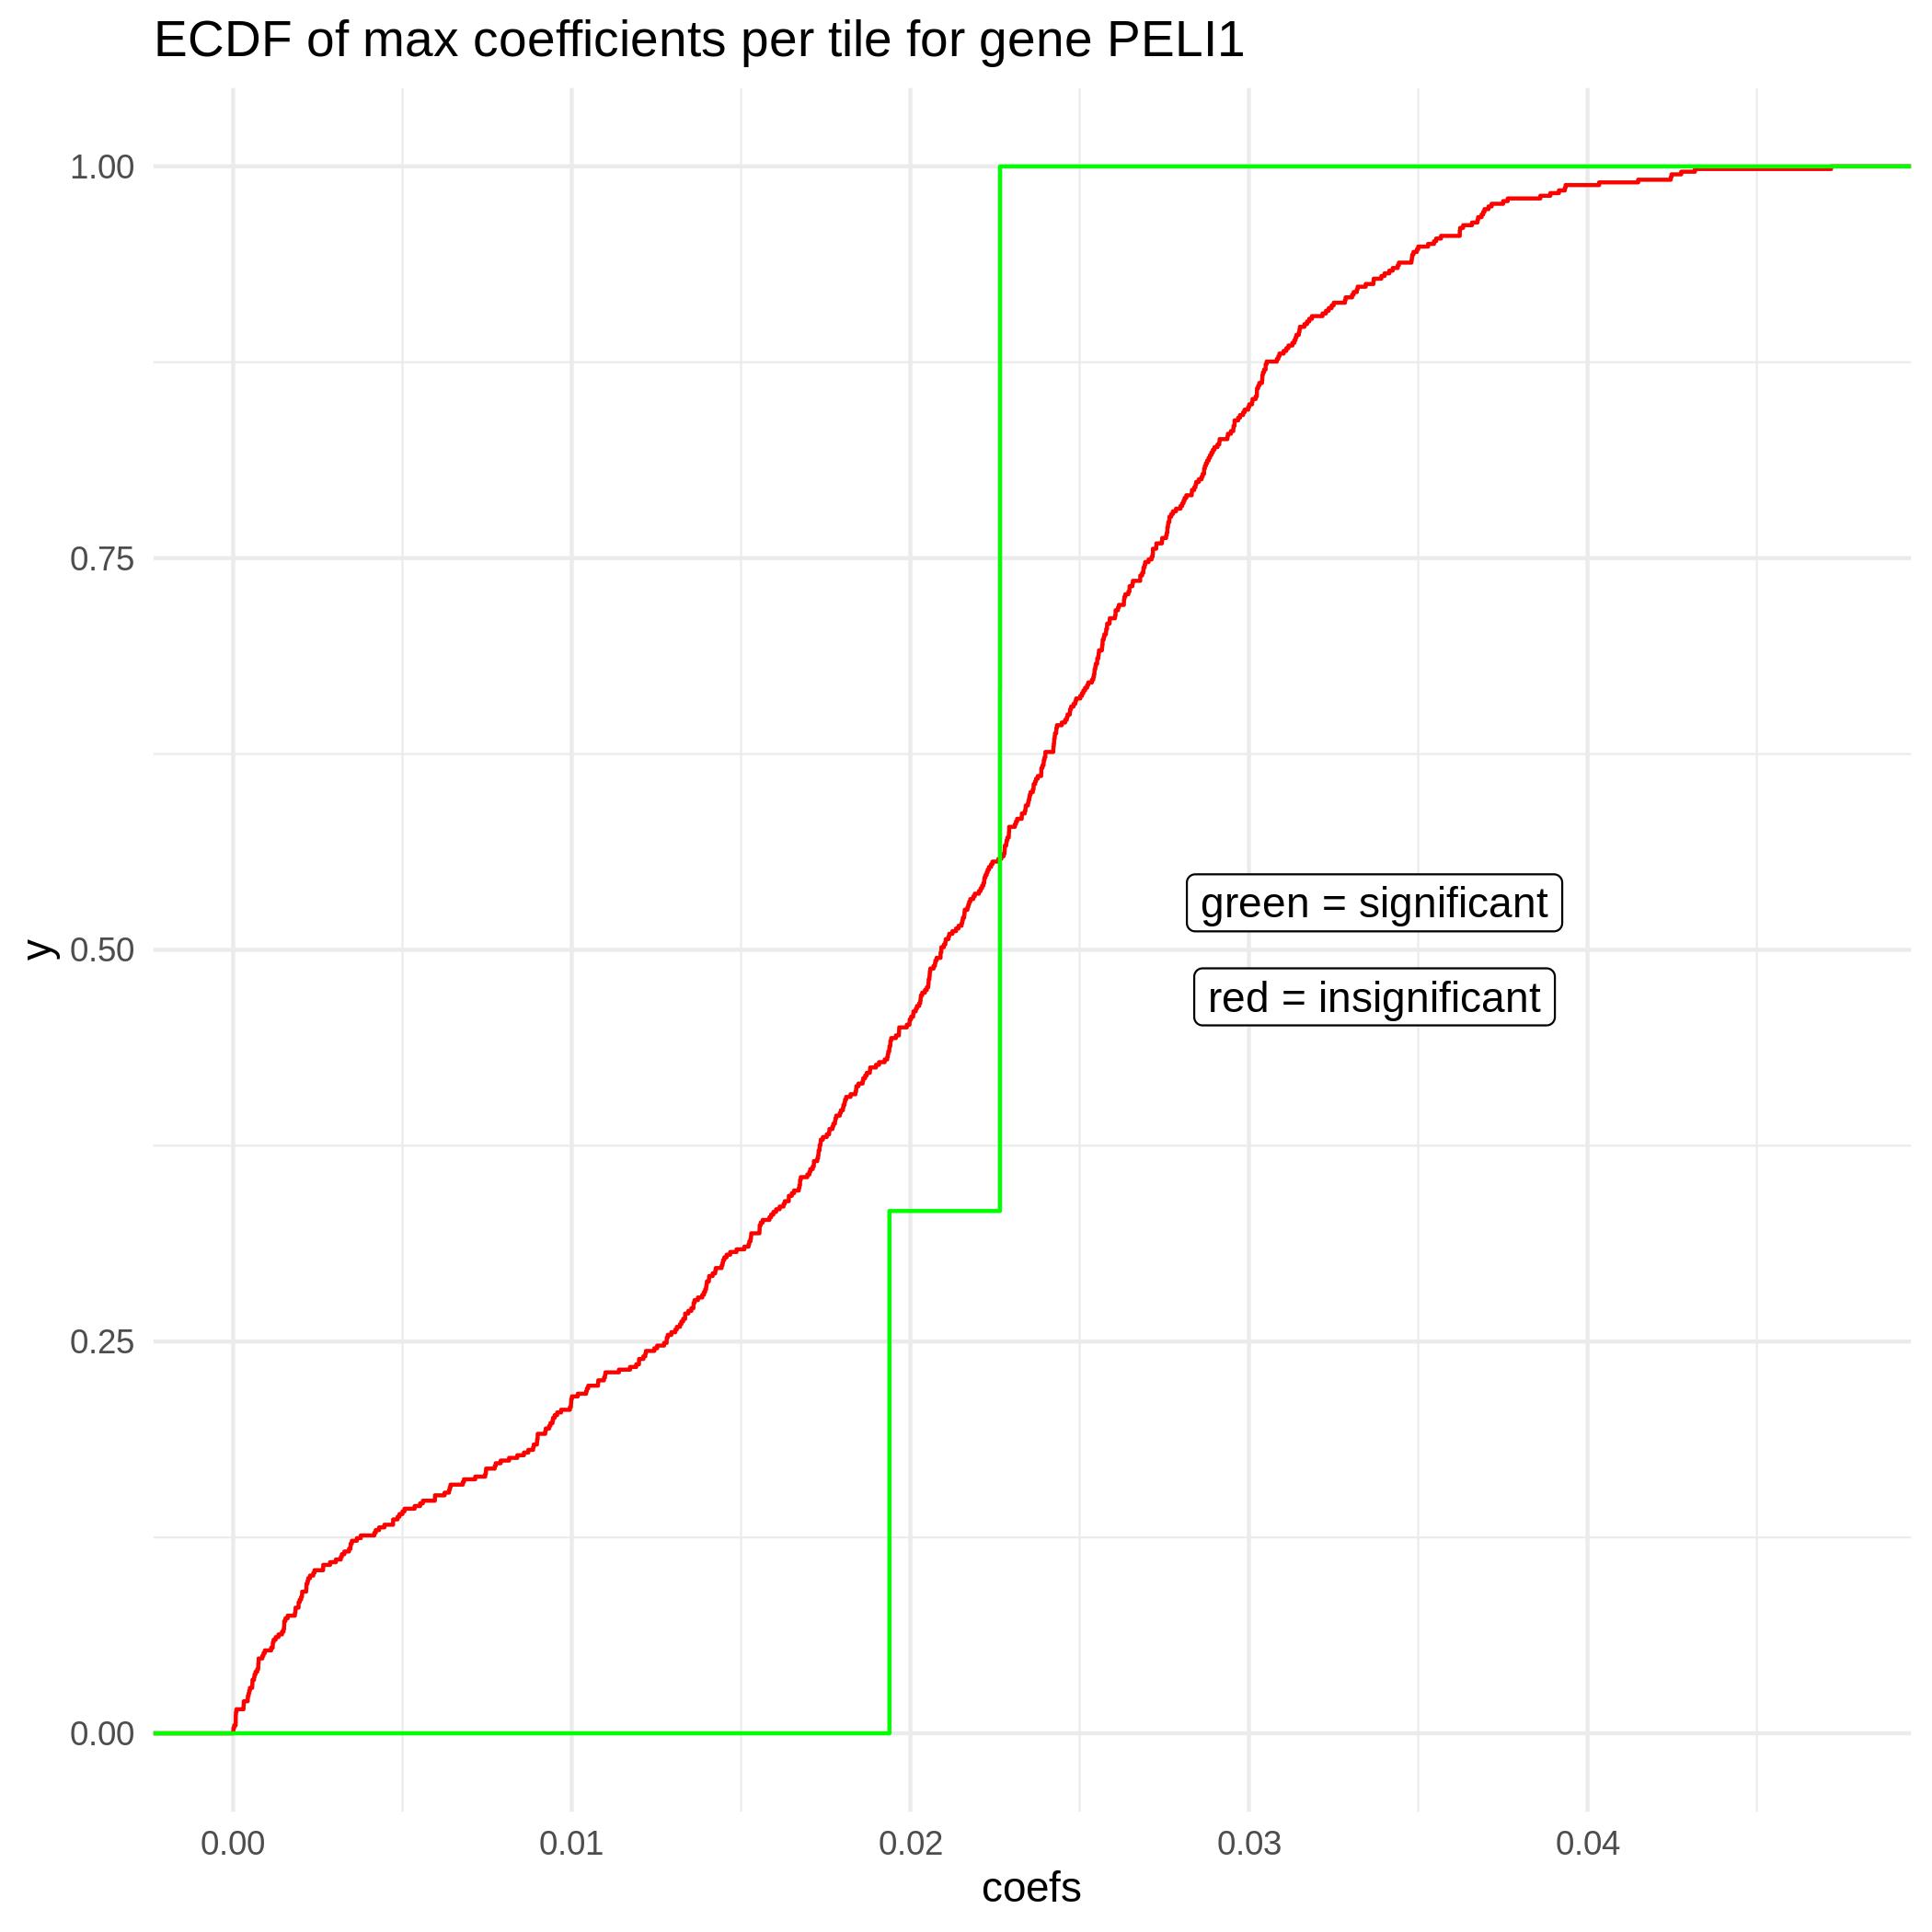 ECDF of max coefficients per tile for gene PELI1
1.00
0.75
0.50
0.25
0.00
y
green = significant
red = insignificant
0.00 0.01 0.02 0.03 0.04
coefs